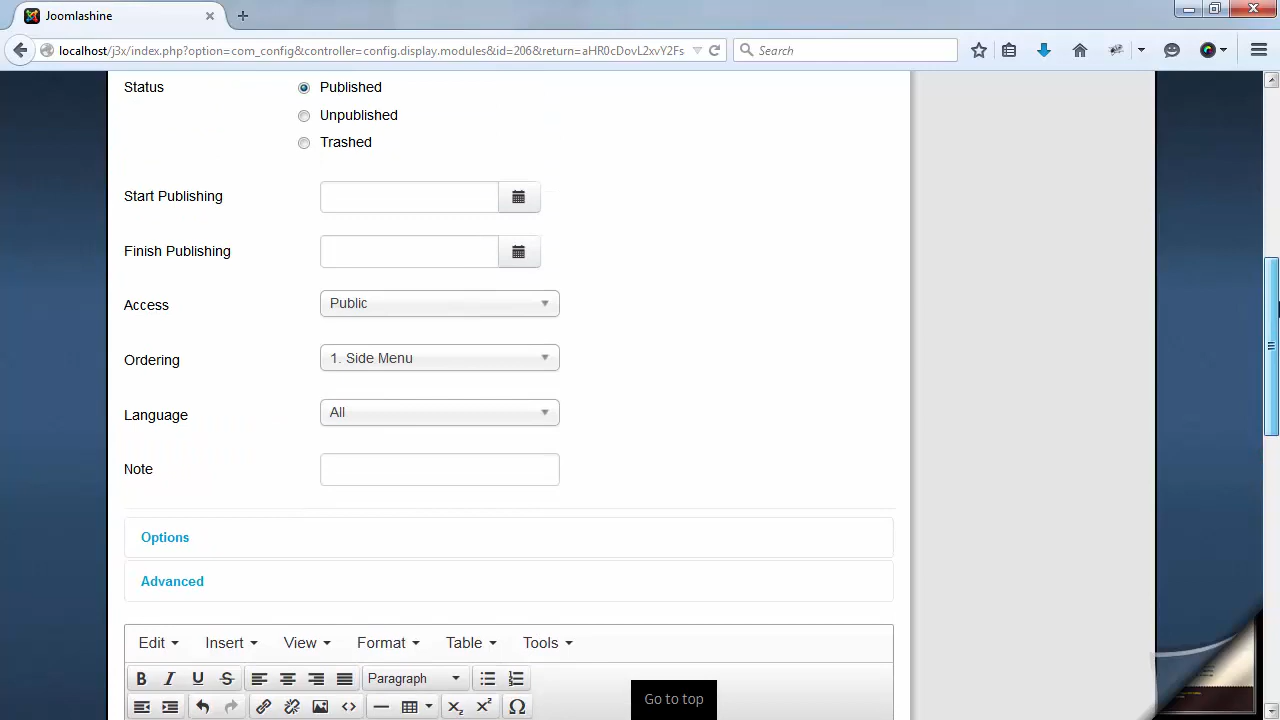 Joomlashine
localhost/j3x/index.php?option=com_config&controller=config.display.modules&id=206&return=aHR0cDovL2xvY2Fs
Search
Status
Published
Unpublished
Trashed
Start Publishing
Finish Publishing
Access
Public
Ordering
1. Side Menu
Language
All
Note
Options
Advanced
Edit Insert View Format Table Tools
B I U S Paragraph
Go to top